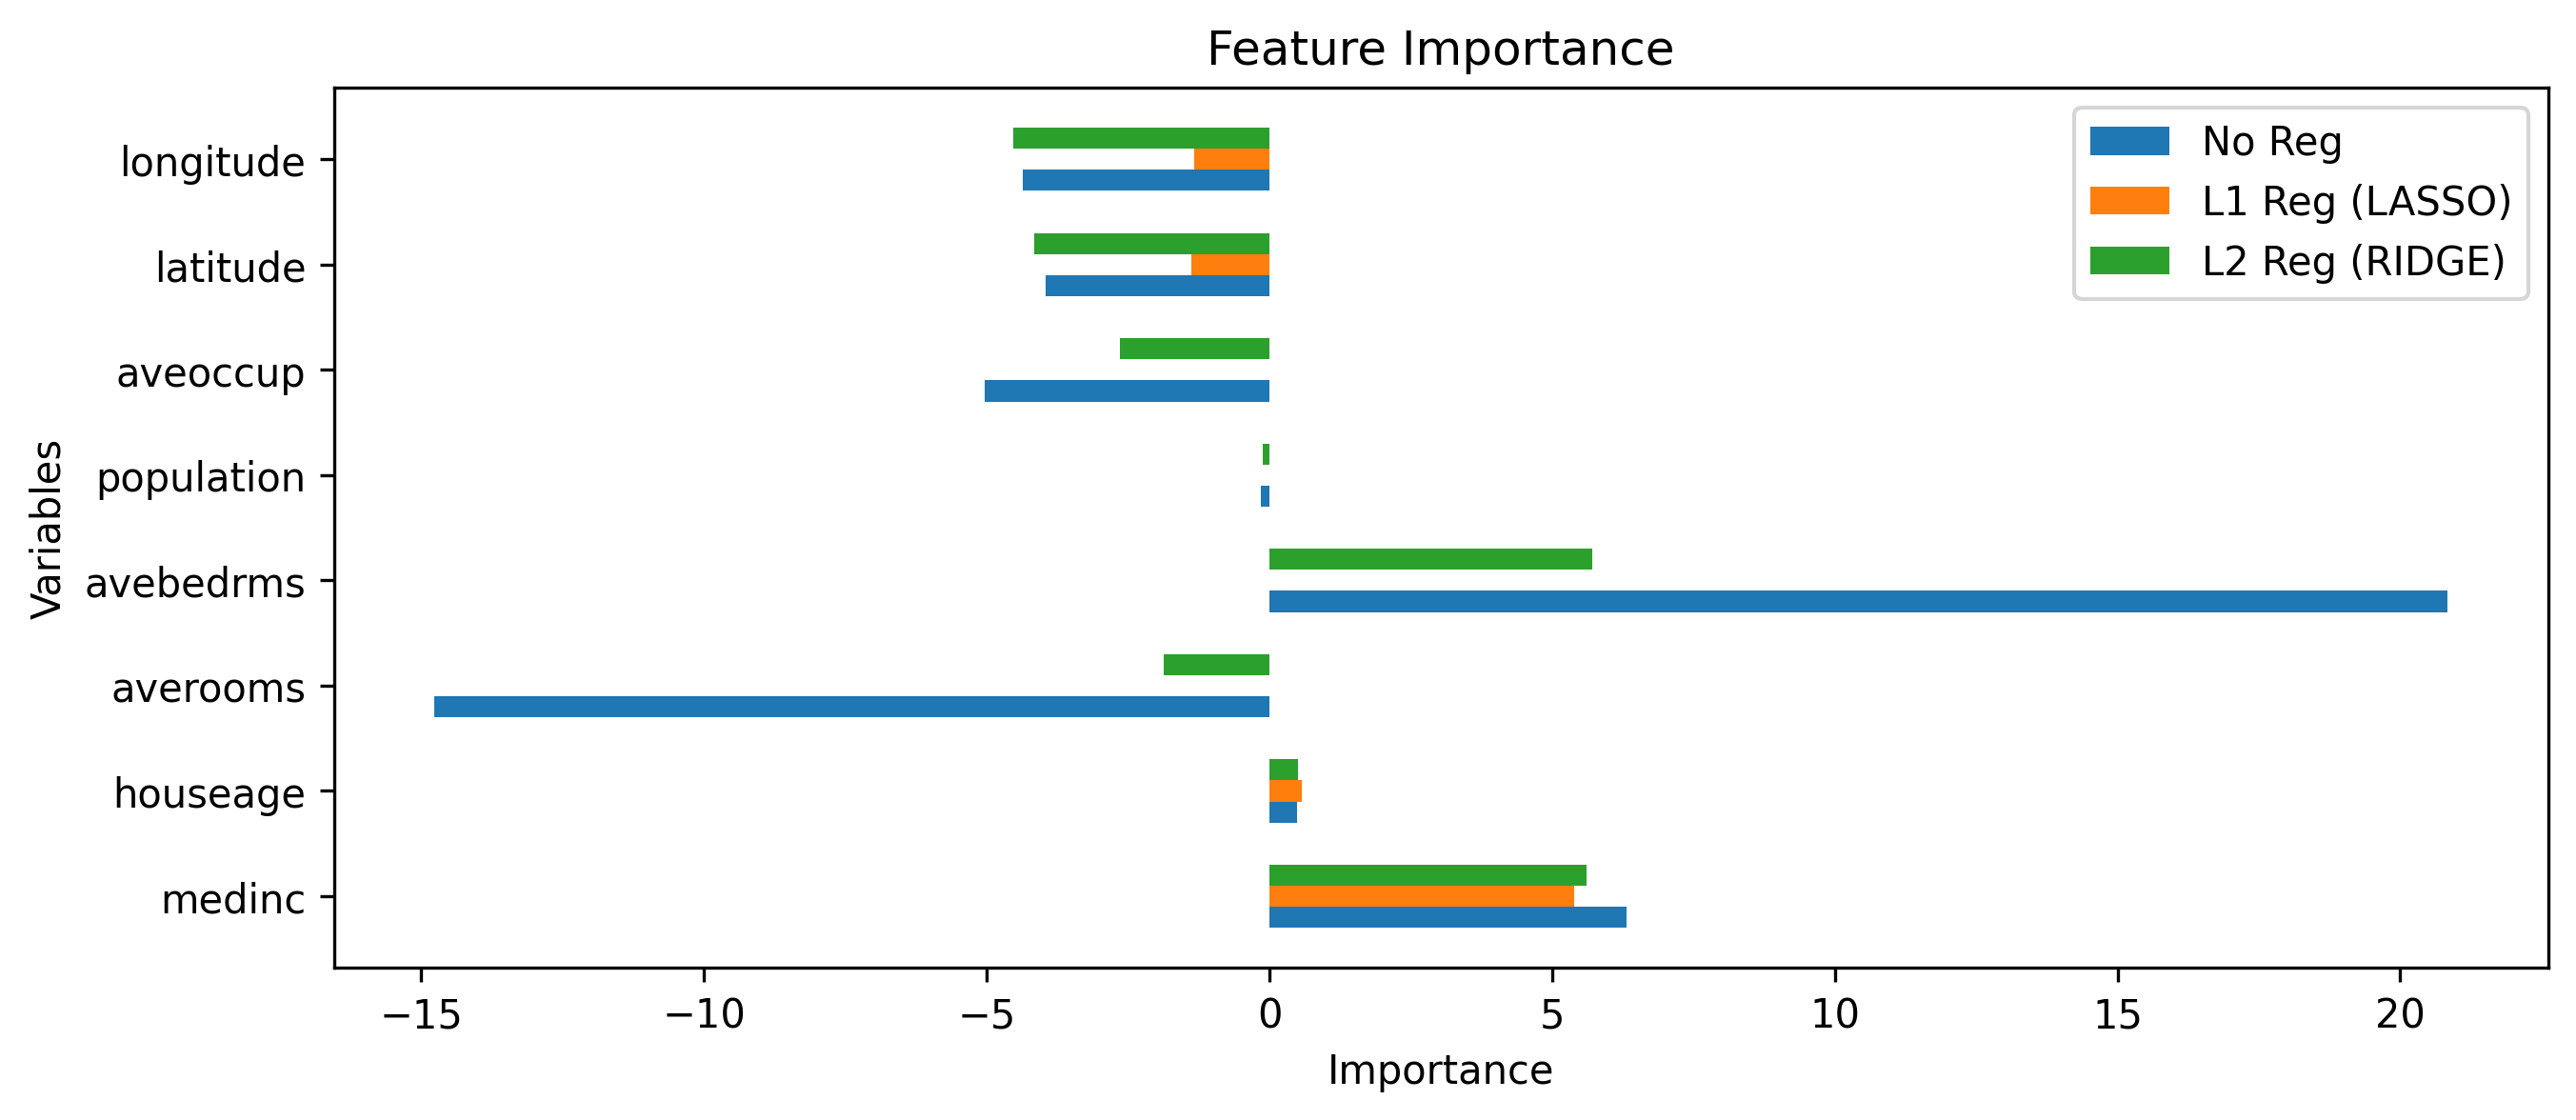 Feature Importance
No Reg
L1 Reg (LASSO)
L2 Reg (RIDGE)
Variables
longitude
latitude
aveoccup
population
avebedrms
averooms
houseage
medinc
−15 −10 −5 0 5 10 15 20
Importance